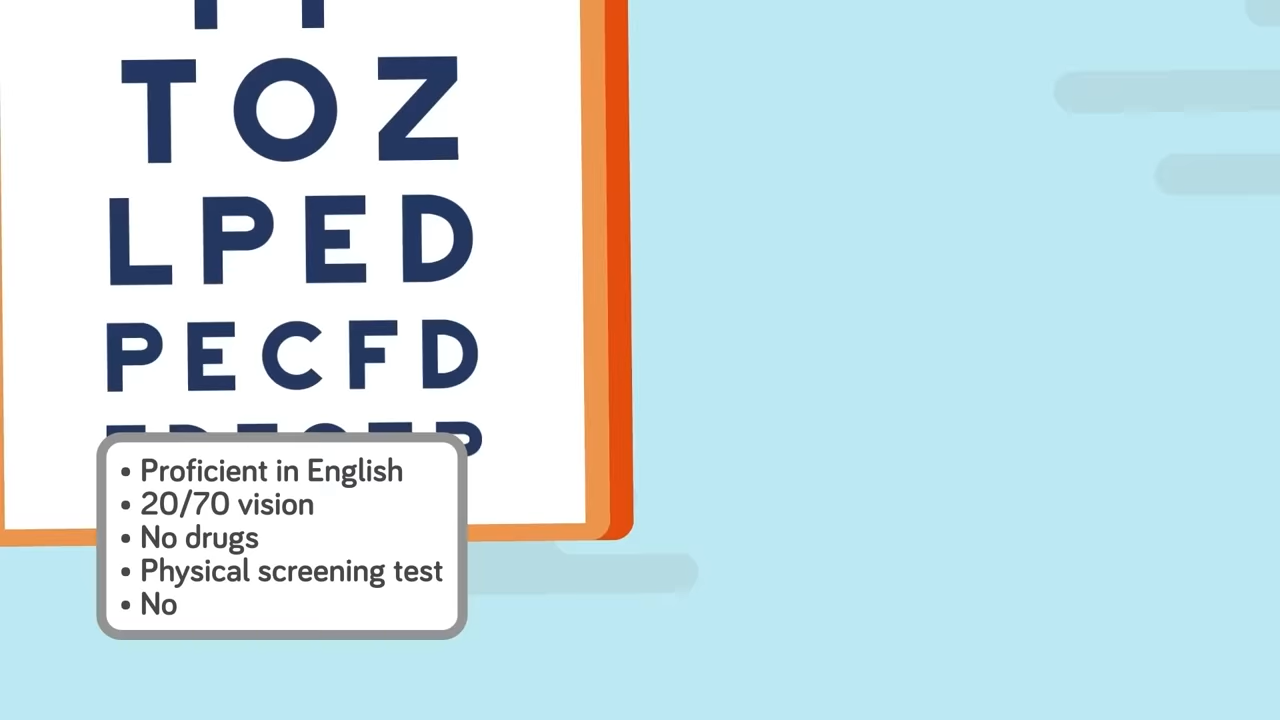 TOZ
LPED
PECFD
• Proficient in English
• 20/70 vision
• No drugs
• Physical screening test
• No